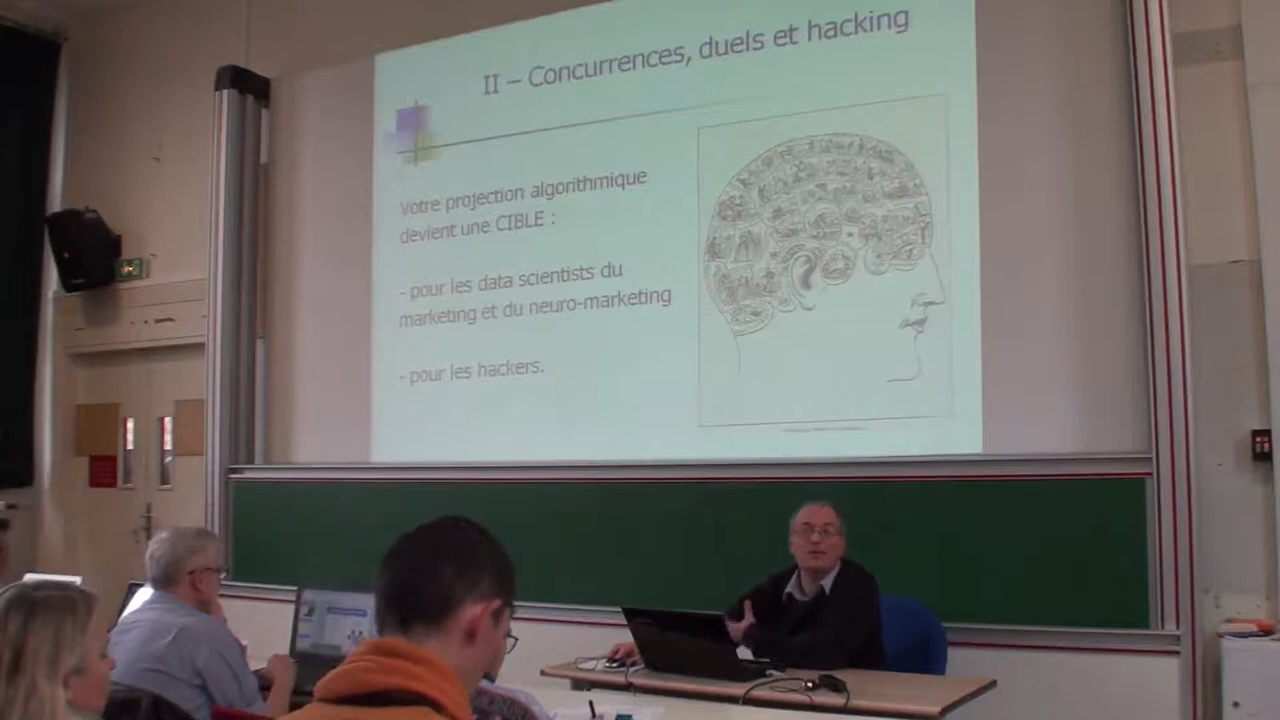 II – Concurrences, duels et hacking
Votre projection algorithmique
devient une CIBLE :
- pour les data scientists du
marketing et du neuro-marketing
- pour les hackers.